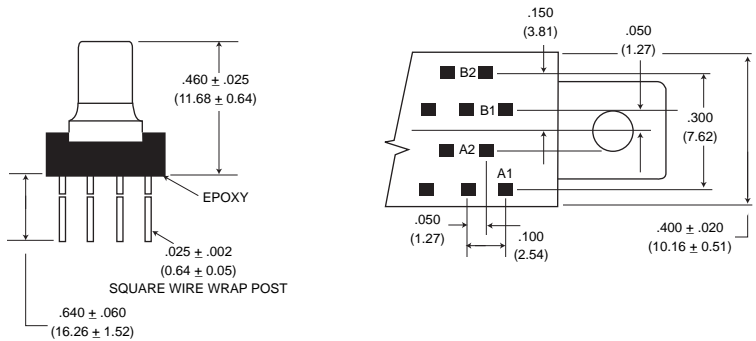 .460 ± .025
(11.68 ± 0.64)
EPOXY
.025 ± .002
(0.64 ± 0.05)
SQUARE WIRE WRAP POST
.640 ± .060
(16.26 ± 1.52)
.150
(3.81)
.050
(1.27)
B2
B1
.300
(7.62)
A2
A1
.050
(1.27)
.100
(2.54)
.400 ± .020
(10.16 ± 0.51)